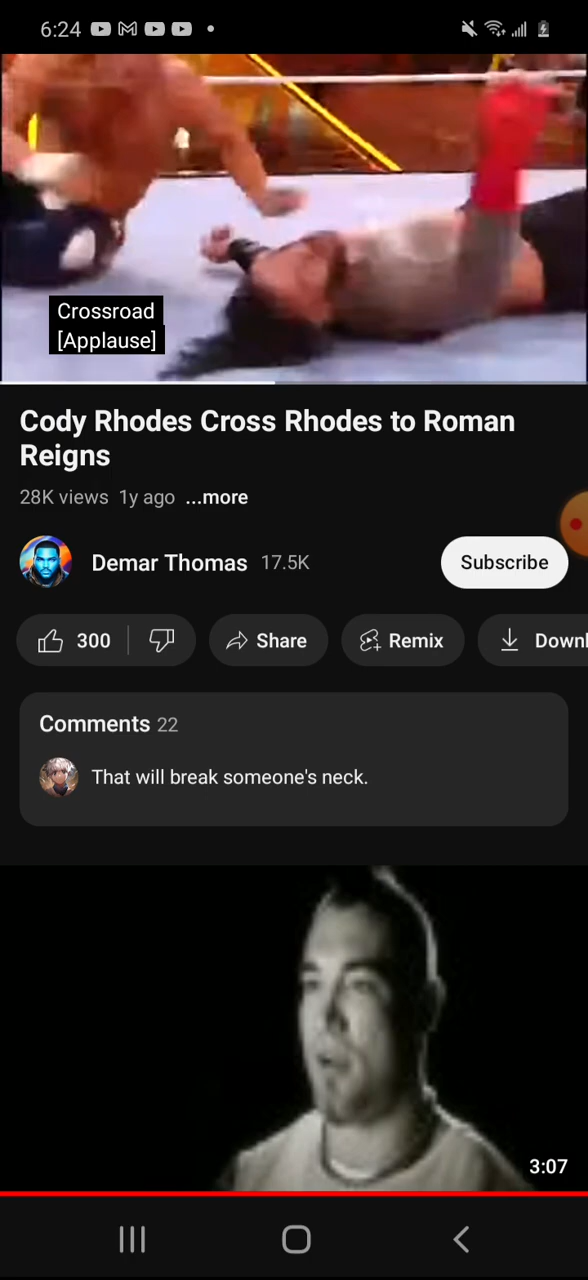 6:24
Crossroad
[Applause]
Cody Rhodes Cross Rhodes to Roman
Reigns
28K views 1y ago ...more
Demar Thomas 17.5K
Subscribe
300 Share Remix Downl
Comments 22
That will break someone's neck.
3:07